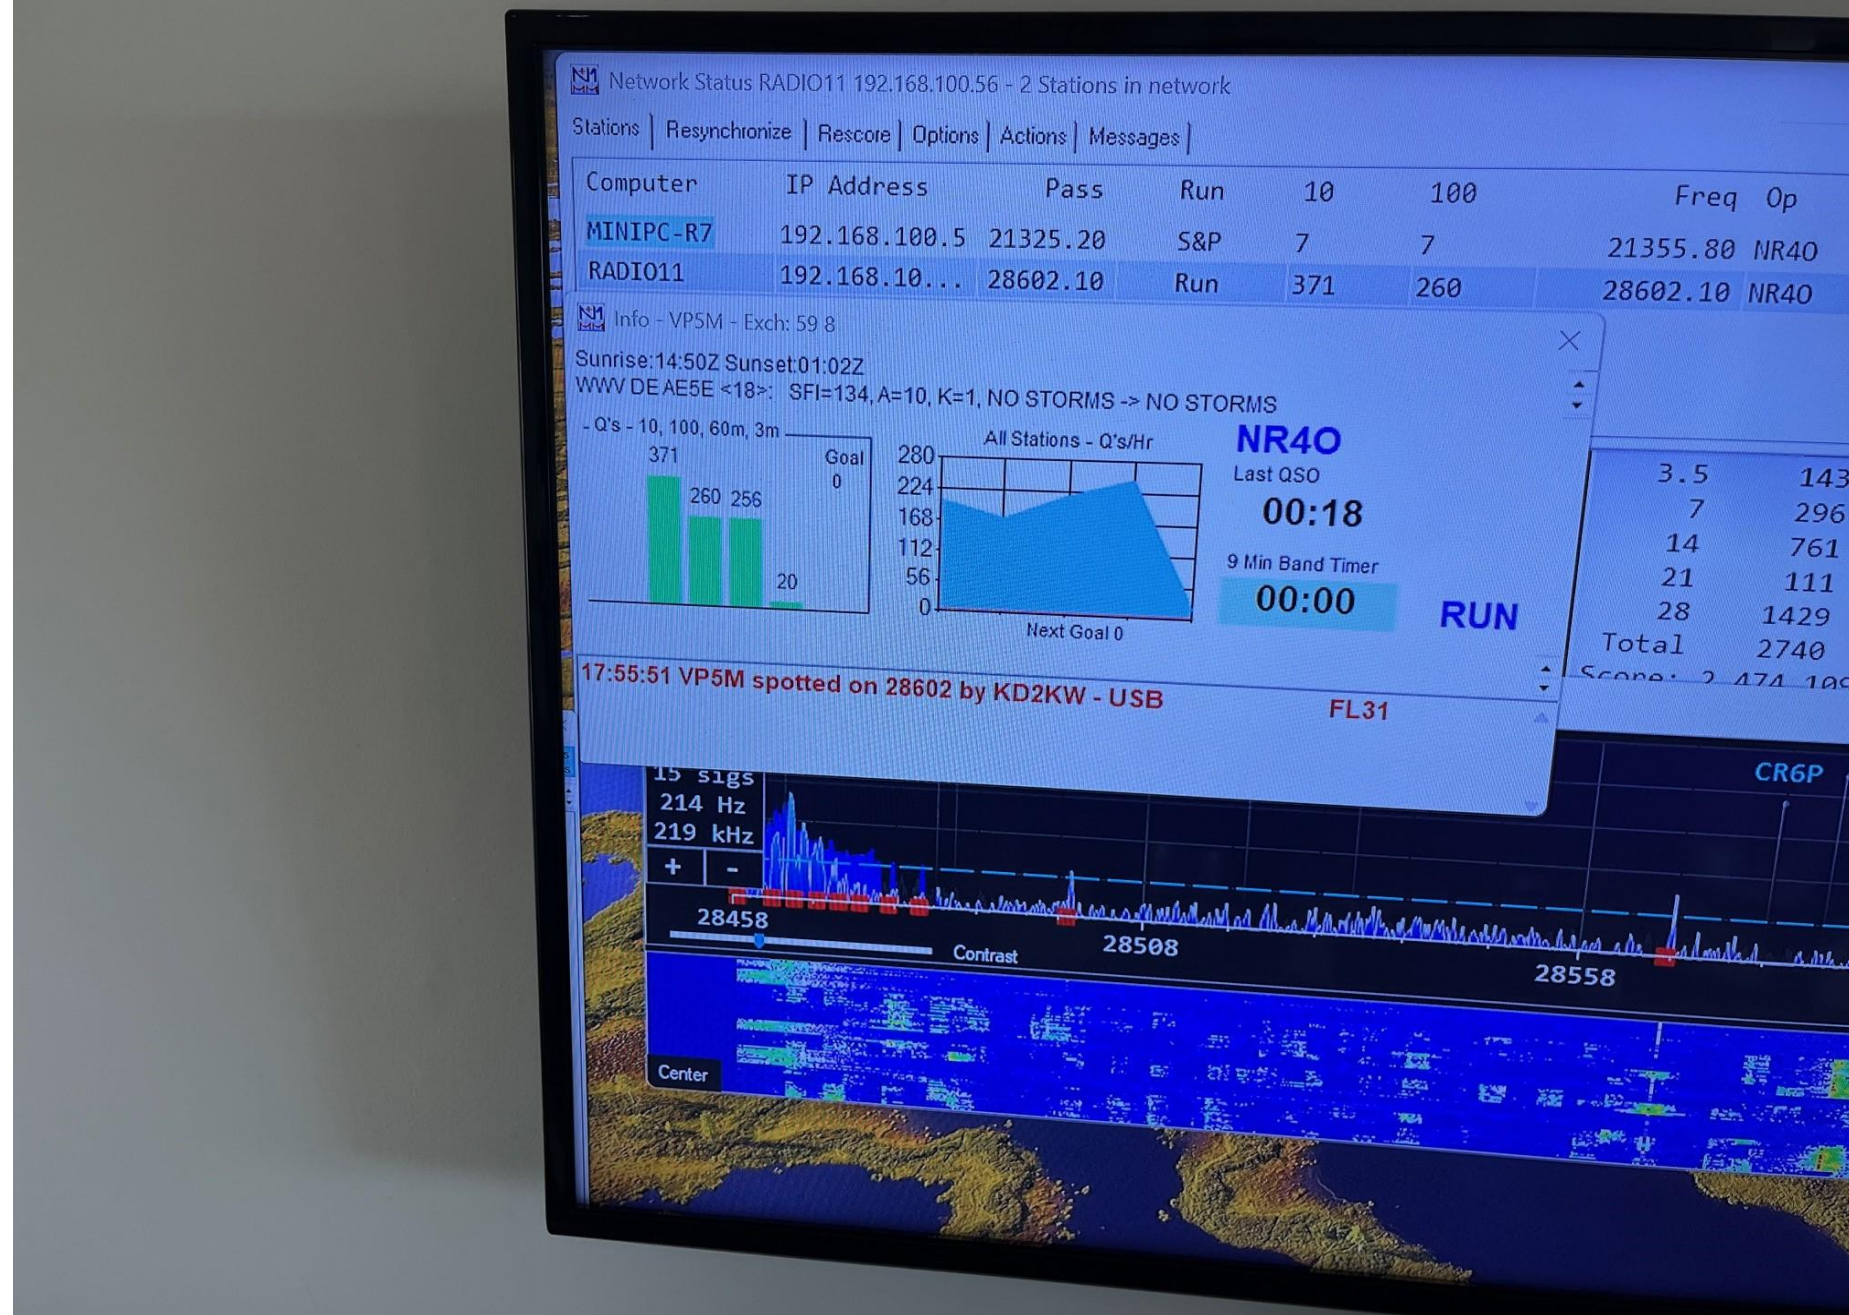 Network Status RADIO11 192.168.100.56 - 2 Stations in network
Stations | Resynchronize | Rescore | Options | Actions | Messages |
Computer IP Address Pass Run 10 100 Freq Op
MINIPC-R7 192.168.100.5 21325.20 S&P 7 7 21355.80 NR4O
RADIO11 192.168.10... 28602.10 Run 371 260 28602.10 NR4O
Info - VP5M - Exch: 59 8
Sunrise:14:50Z Sunset:01:02Z
WWV DE AE5E <18>: SFI=134, A=10, K=1, NO STORMS -> NO STORMS
- Q's - 10, 100, 60m, 3m
371
260 256
20
Goal
0
All Stations - Q's/Hr
280
224
168
112
56
0
Next Goal 0
NR4O
Last QSO
00:18
9 Min Band Timer
00:00
RUN
17:55:51 VP5M spotted on 28602 by KD2KW - USB FL31
3.5 143
7 296
14 761
21 111
28 1429
Total 2740
Score: 2 474 109
15 sigs
214 Hz
219 kHz
+ -
CR6P
28458 28508 28558
Contrast
Center